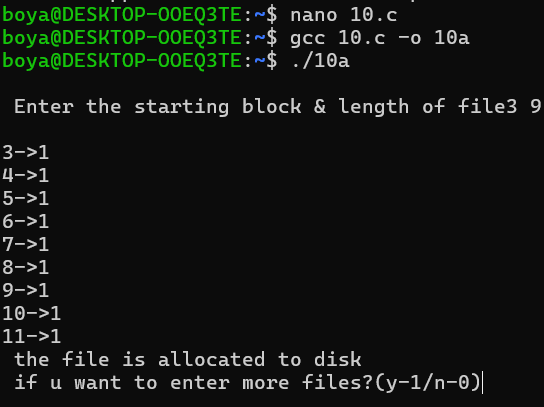 boya@DESKTOP-OOEQ3TE:~$ nano 10.c
boya@DESKTOP-OOEQ3TE:~$ gcc 10.c -o 10a
boya@DESKTOP-OOEQ3TE:~$ ./10a
Enter the starting block & length of file3 9
3->1
4->1
5->1
6->1
7->1
8->1
9->1
10->1
11->1
the file is allocated to disk
if u want to enter more files?(y-1/n-0)